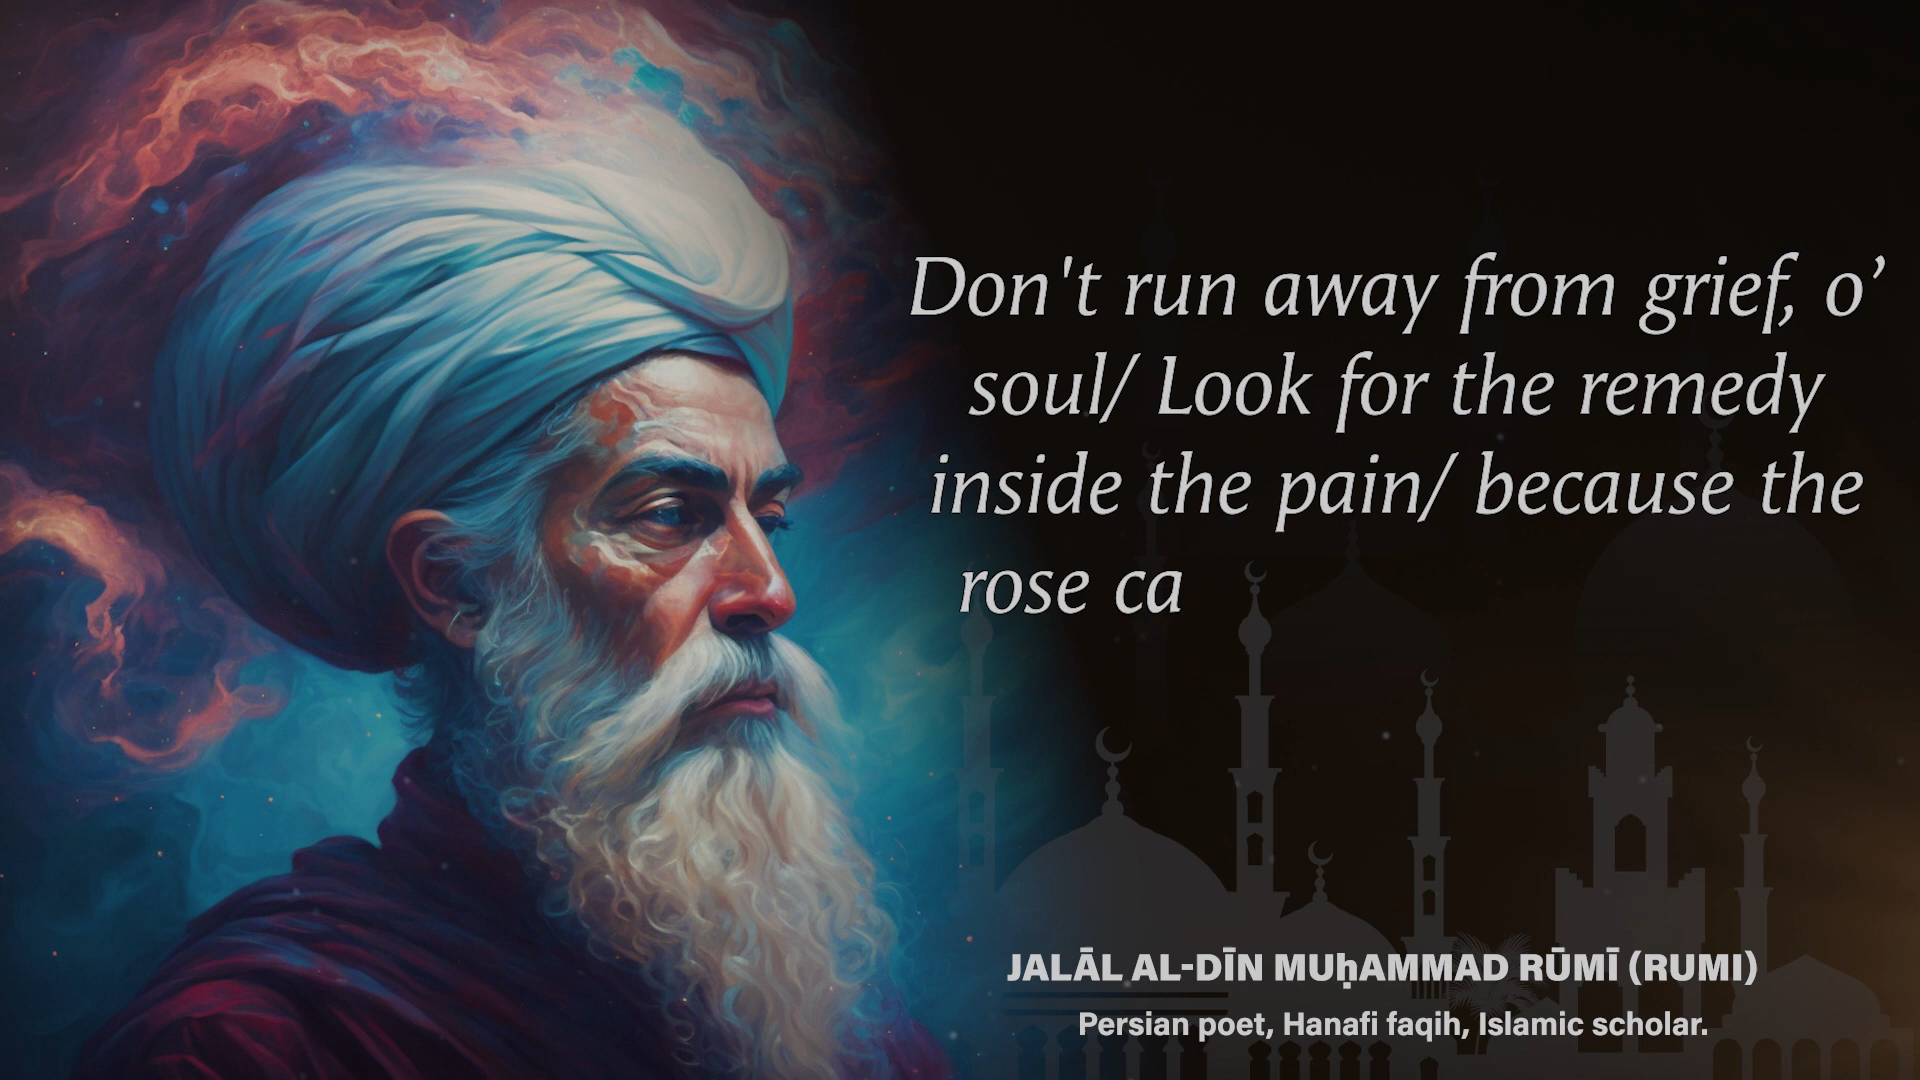 Don't run away from grief, o’
soul/ Look for the remedy
inside the pain/ because the
rose ca
JALĀL AL-DĪN MUḥAMMAD RŪMĪ (RUMI)
Persian poet, Hanafi faqih, Islamic scholar.